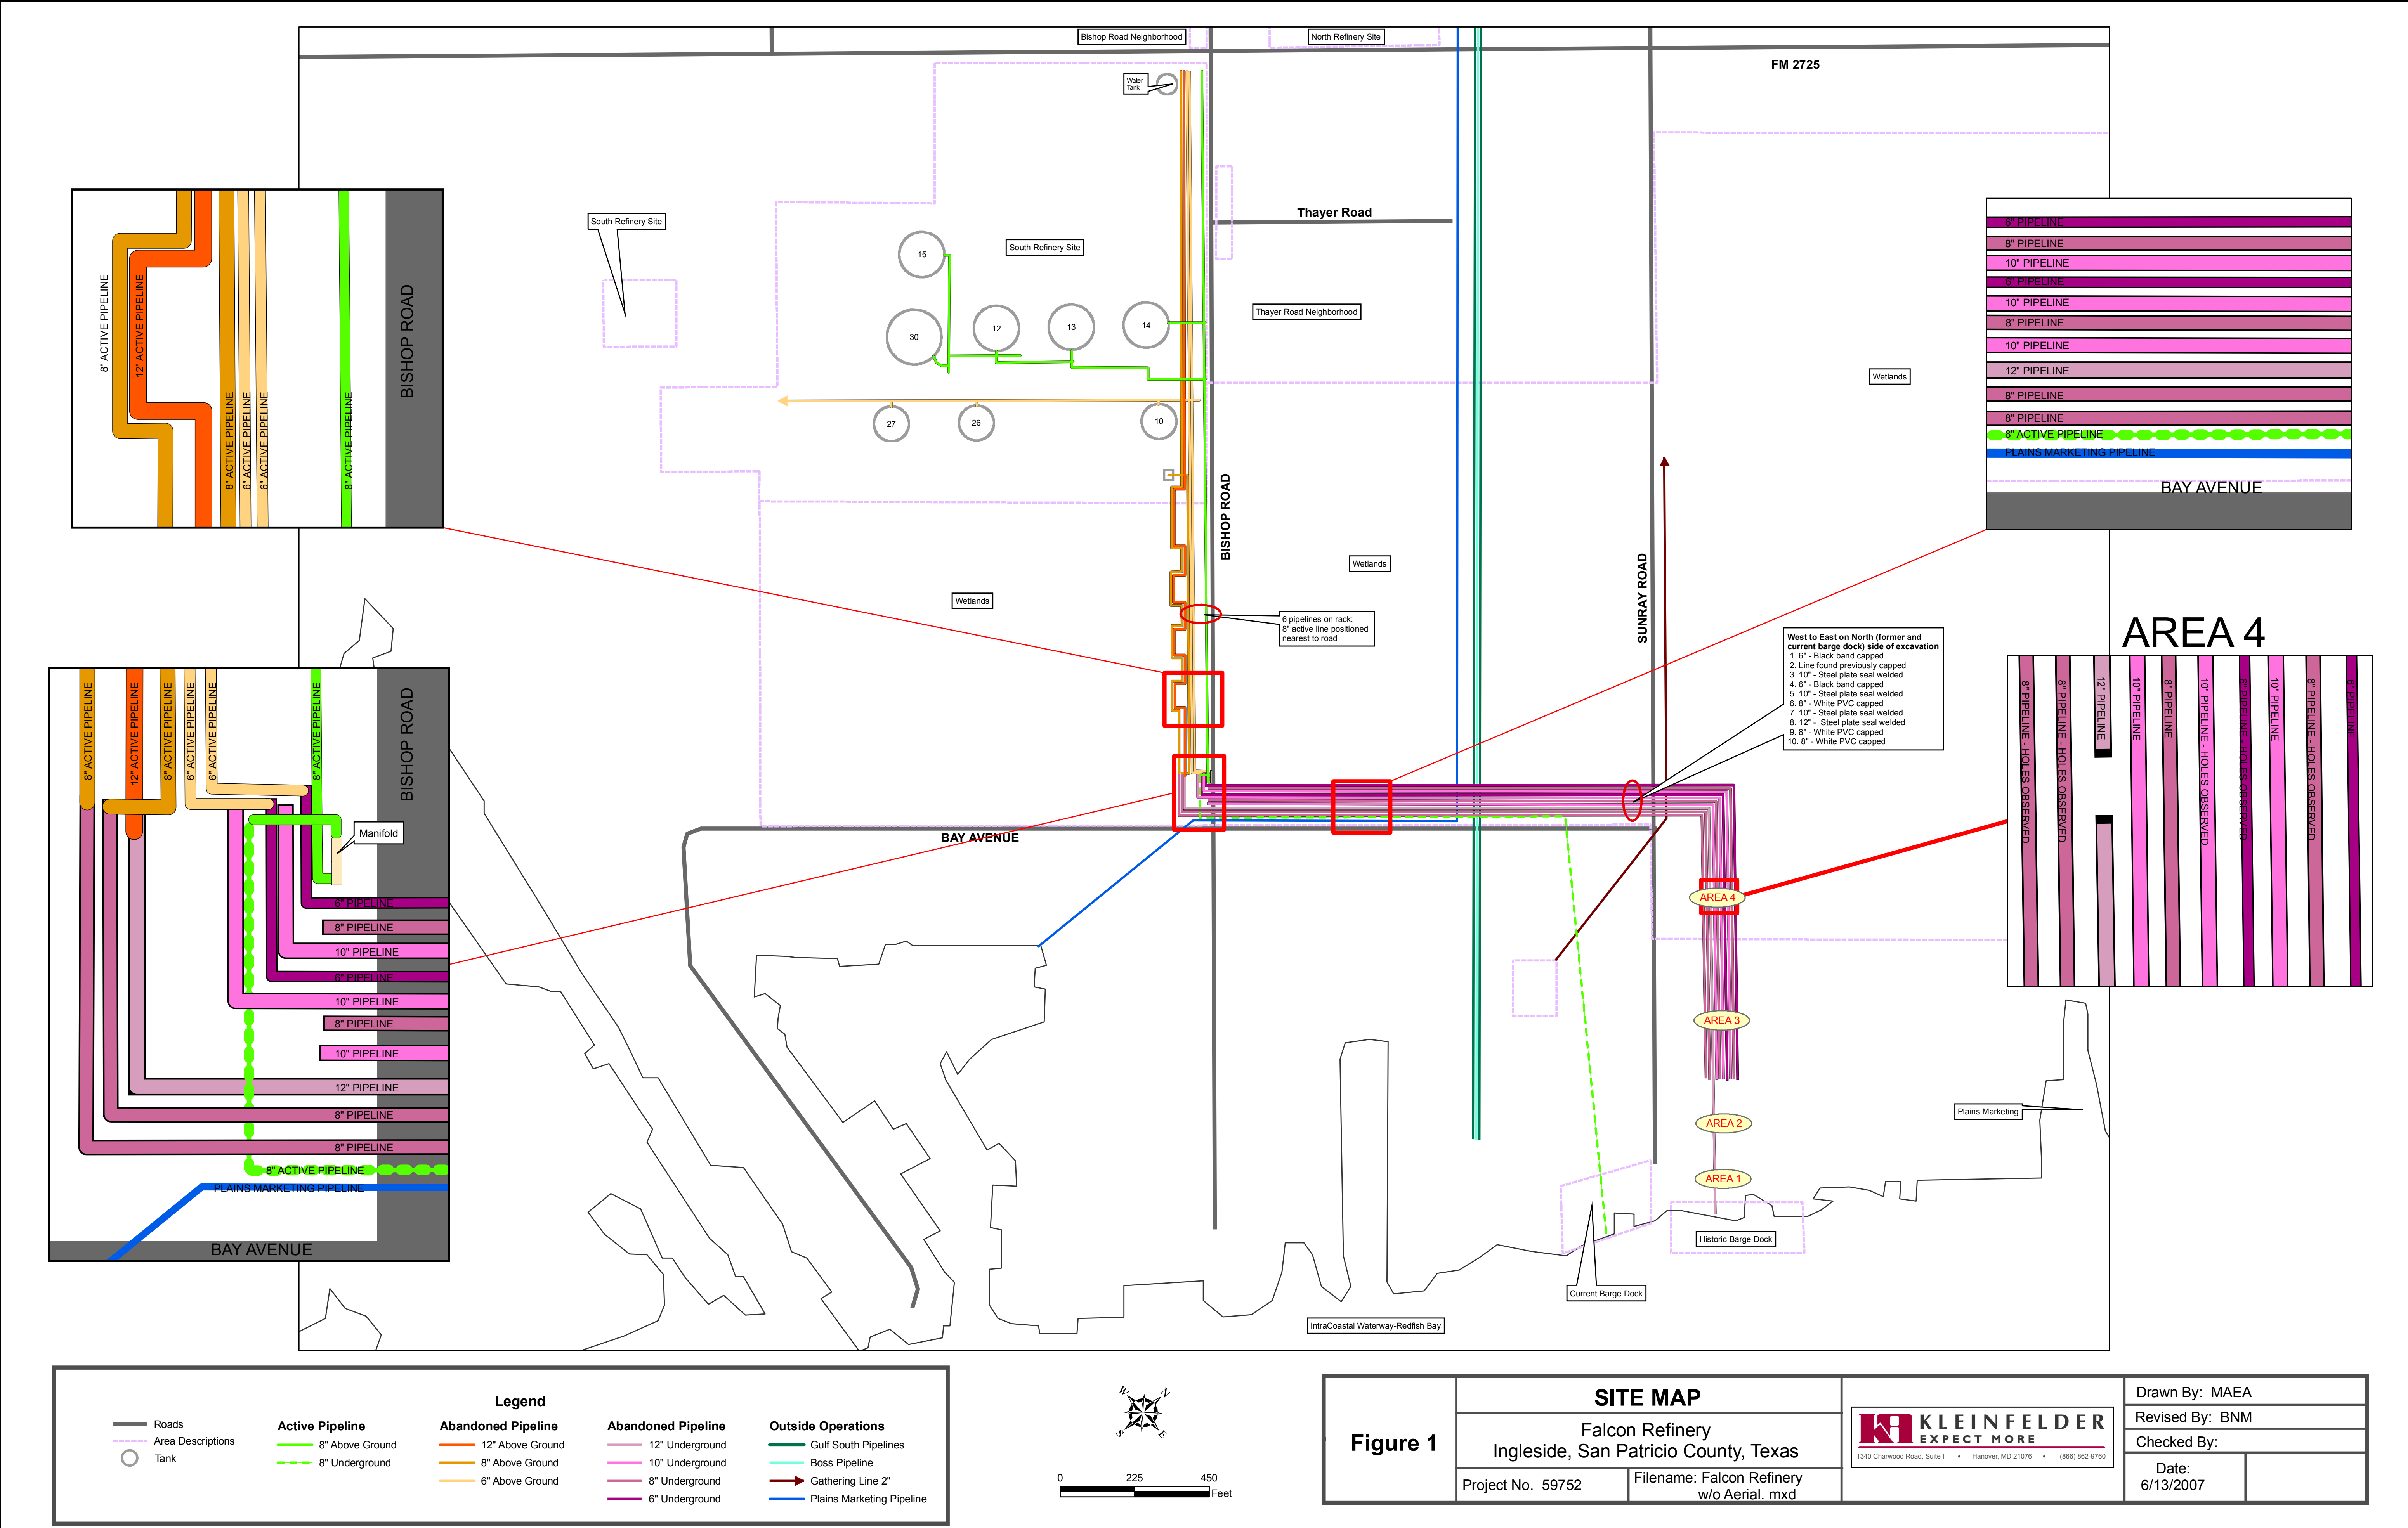 Bishop Road Neighborhood
North Refinery Site
FM 2725
Water
Tank
Thayer Road
South Refinery Site
South Refinery Site
15
30
12
13
14
Thayer Road Neighborhood
Wetlands
27
26
10
BISHOP ROAD
SUNRAY ROAD
Wetlands
Wetlands
6 pipelines on rack:
8" active line positioned
nearest to road
West to East on North (former and
current barge dock) side of excavation
1. 6" - Black band capped
2. Line found previously capped
3. 10" - Steel plate seal welded
4. 6" - Black band capped
5. 10" - Steel plate seal welded
6. 8" - White PVC capped
7. 10" - Steel plate seal welded
8. 12" - Steel plate seal welded
9. 8" - White PVC capped
10. 8" - White PVC capped
BAY AVENUE
AREA 4
AREA 3
AREA 2
AREA 1
Plains Marketing
Historic Barge Dock
Current Barge Dock
IntraCoastal Waterway-Redfish Bay
8" ACTIVE PIPELINE
12" ACTIVE PIPELINE
8" ACTIVE PIPELINE
6" ACTIVE PIPELINE
6" ACTIVE PIPELINE
8" ACTIVE PIPELINE
BISHOP ROAD
8" ACTIVE PIPELINE
12" ACTIVE PIPELINE
8" ACTIVE PIPELINE
6" ACTIVE PIPELINE
6" ACTIVE PIPELINE
8" ACTIVE PIPELINE
BISHOP ROAD
Manifold
6" PIPELINE
8" PIPELINE
10" PIPELINE
6" PIPELINE
10" PIPELINE
8" PIPELINE
10" PIPELINE
12" PIPELINE
8" PIPELINE
8" PIPELINE
8" ACTIVE PIPELINE
PLAINS MARKETING PIPELINE
BAY AVENUE
6" PIPELINE
8" PIPELINE
10" PIPELINE
6" PIPELINE
10" PIPELINE
8" PIPELINE
10" PIPELINE
12" PIPELINE
8" PIPELINE
8" PIPELINE
8" ACTIVE PIPELINE
PLAINS MARKETING PIPELINE
BAY AVENUE
AREA 4
8" PIPELINE - HOLES OBSERVED
8" PIPELINE - HOLES OBSERVED
12" PIPELINE
10" PIPELINE
8" PIPELINE
10" PIPELINE - HOLES OBSERVED
6" PIPELINE - HOLES OBSERVED
10" PIPELINE
8" PIPELINE - HOLES OBSERVED
6" PIPELINE
Legend
Roads
Area Descriptions
Tank
Active Pipeline
8" Above Ground
8" Underground
Abandoned Pipeline
12" Above Ground
8" Above Ground
6" Above Ground
Abandoned Pipeline
12" Underground
10" Underground
8" Underground
6" Underground
Outside Operations
Gulf South Pipelines
Boss Pipeline
Gathering Line 2"
Plains Marketing Pipeline
W N
S E
0 225 450
Feet
Figure 1
SITE MAP
Falcon Refinery
Ingleside, San Patricio County, Texas
Project No. 59752
Filename: Falcon Refinery
w/o Aerial. mxd
KLEINFELDER
EXPECT MORE
1340 Charwood Road, Suite I • Hanover, MD 21076 • (866) 862-9760
Drawn By: MAEA
Revised By: BNM
Checked By:
Date:
6/13/2007